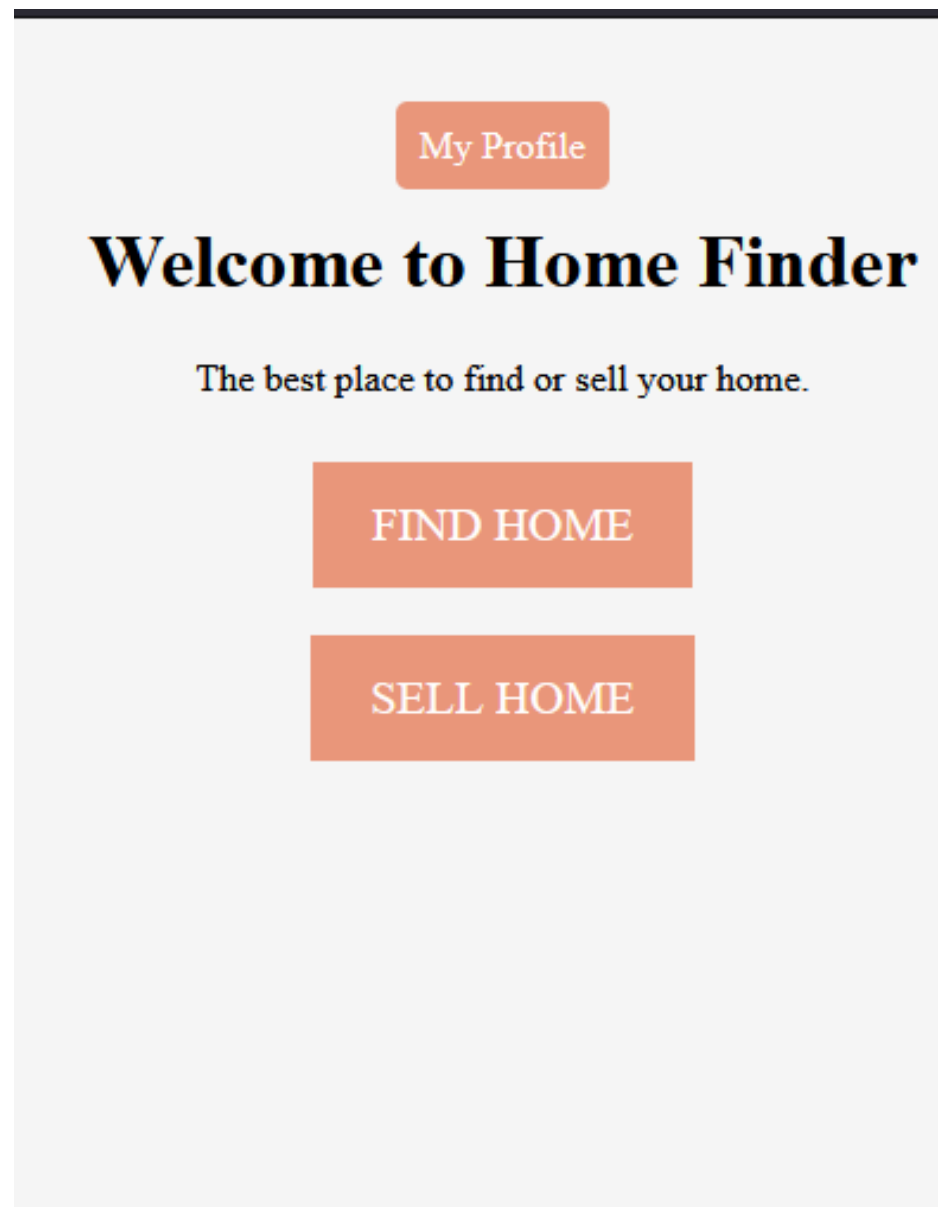 My Profile
Welcome to Home Finder
The best place to find or sell your home.
FIND HOME
SELL HOME